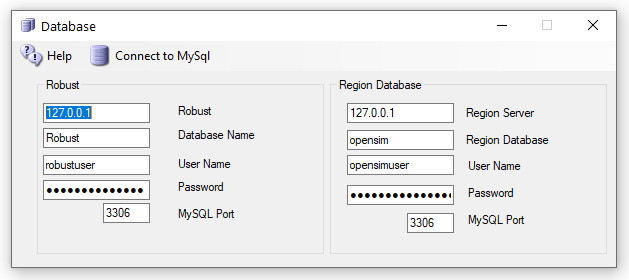 Database
Help Connect to MySql
Robust
127.0.0.1 Robust
Robust Database Name
robustuser User Name
●●●●●●●●●●●●●● Password
3306 MySQL Port
Region Database
127.0.0.1 Region Server
opensim Region Database
opensimuser User Name
●●●●●●●●●●●●●●● Password
3306 MySQL Port